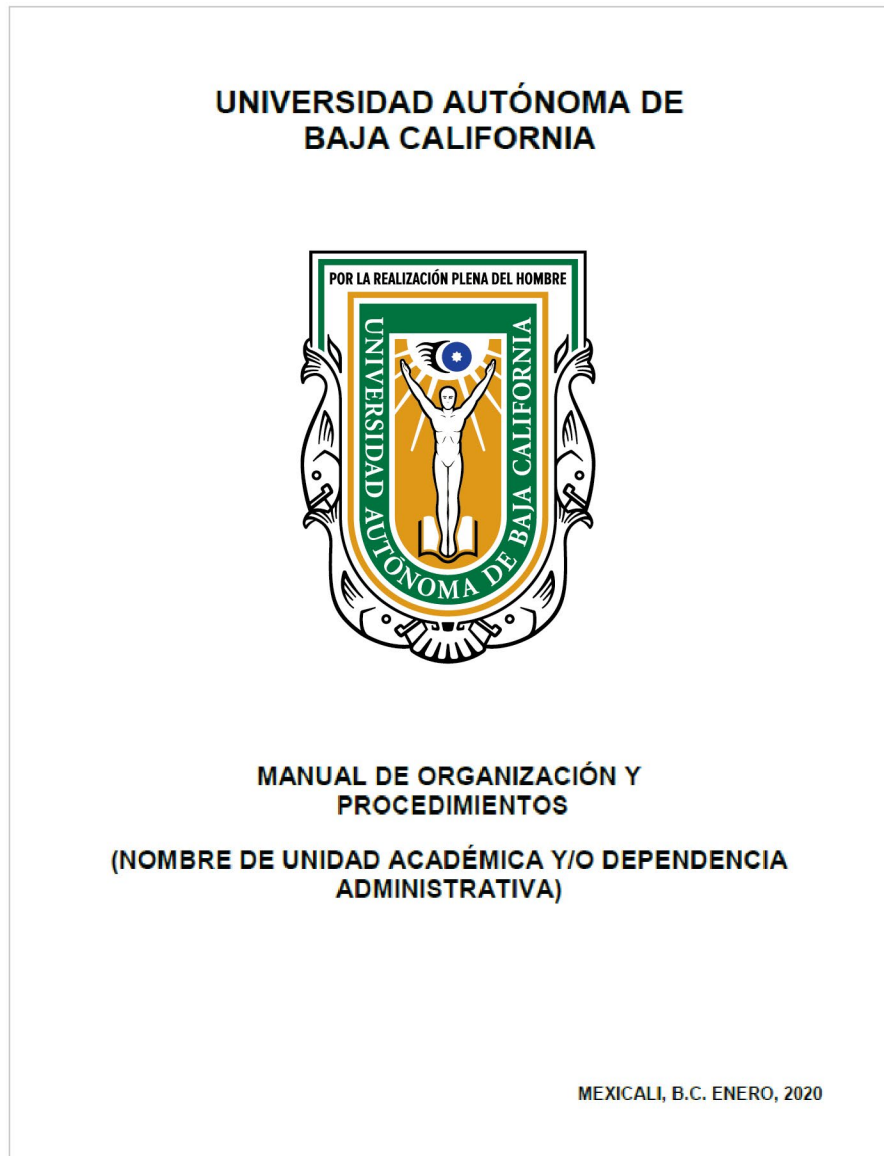 UNIVERSIDAD AUTÓNOMA DE
BAJA CALIFORNIA
POR LA REALIZACIÓN PLENA DEL HOMBRE
UNIVERSIDAD AUTÓNOMA DE BAJA CALIFORNIA
MANUAL DE ORGANIZACIÓN Y
PROCEDIMIENTOS
(NOMBRE DE UNIDAD ACADÉMICA Y/O DEPENDENCIA
ADMINISTRATIVA)
MEXICALI, B.C. ENERO, 2020